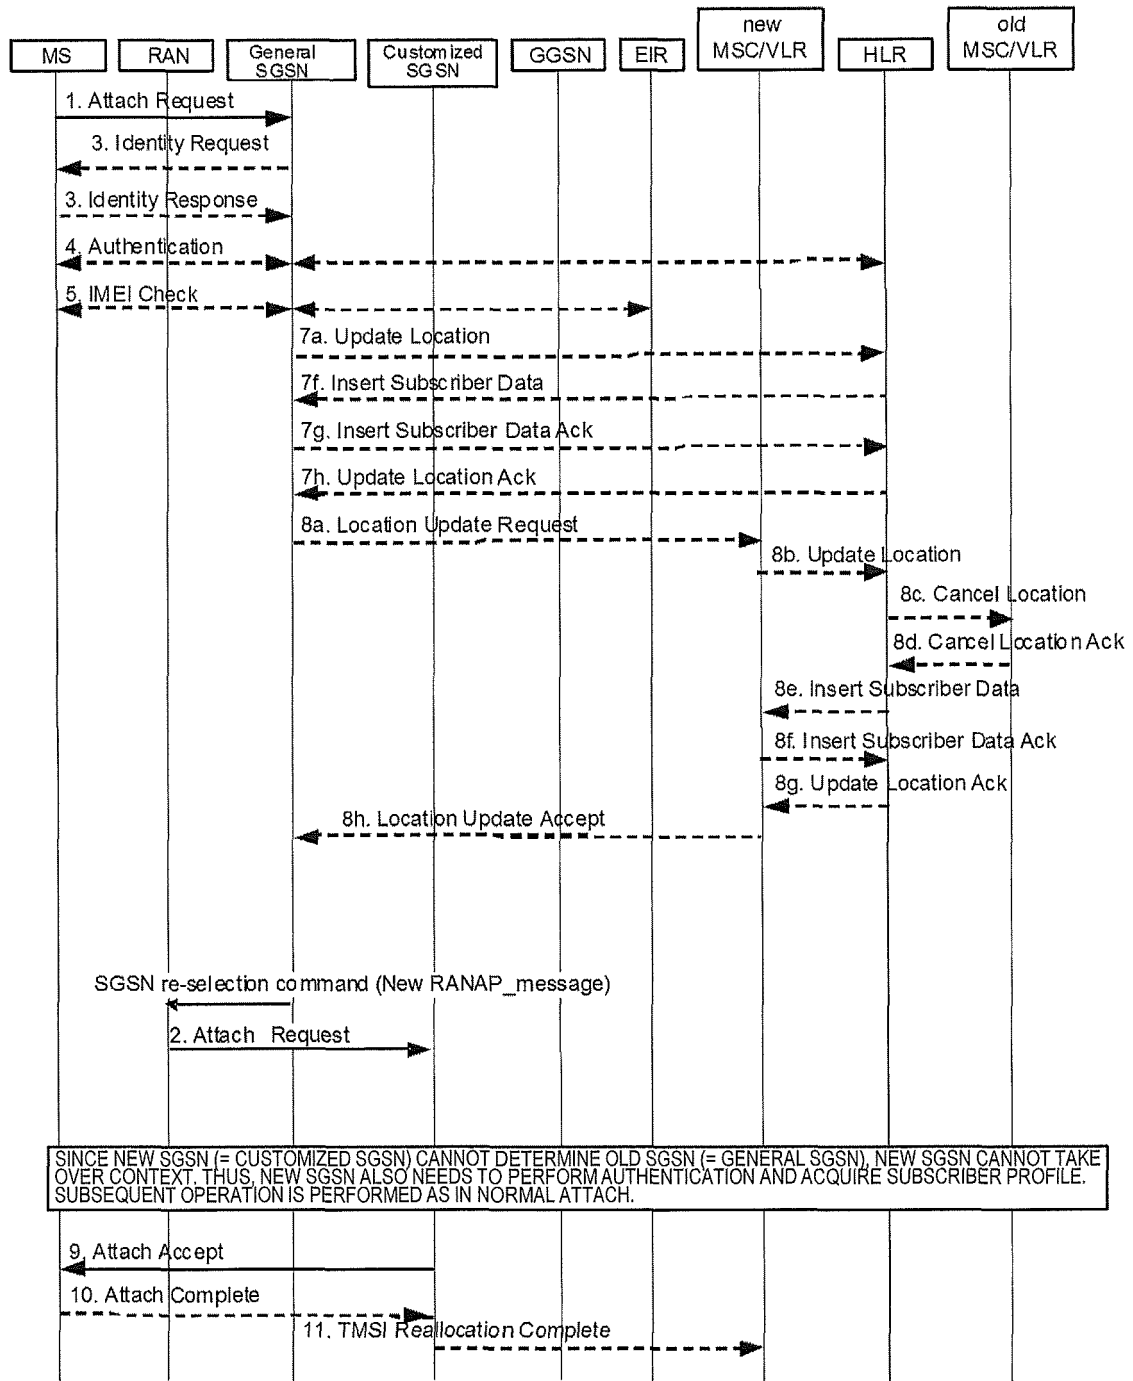 MS
RAN
General
SGSN
Customized
SGSN
GGSN
EIR
new
MSC/VLR
HLR
old
MSC/VLR
1. Attach Request
3. Identity Request
3. Identity Response
4. Authentication
5. IMEI Check
7a. Update Location
7f. Insert Subscriber Data
7g. Insert Subscriber Data Ack
7h. Update Location Ack
8a. Location Update Request
8b. Update Location
8c. Cancel Location
8d. Cancel Location Ack
8e. Insert Subscriber Data
8f. Insert Subscriber Data Ack
8g. Update Location Ack
8h. Location Update Accept
SGSN re-selection command (New RANAP_message)
2. Attach Request
SINCE NEW SGSN (= CUSTOMIZED SGSN) CANNOT DETERMINE OLD SGSN (= GENERAL SGSN), NEW SGSN CANNOT TAKE
OVER CONTEXT. THUS, NEW SGSN ALSO NEEDS TO PERFORM AUTHENTICATION AND ACQUIRE SUBSCRIBER PROFILE.
SUBSEQUENT OPERATION IS PERFORMED AS IN NORMAL ATTACH.
9. Attach Accept
10. Attach Complete
11. TMSI Reallocation Complete